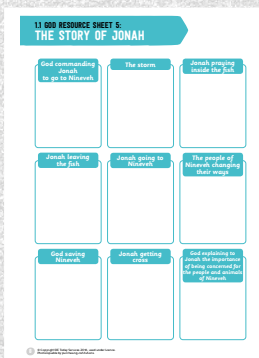 1.1 GOD RESOURCE SHEET 5:
THE STORY OF JONAH
God commanding
Jonah
to go to Nineveh
The storm
Jonah praying
inside the fish
Jonah leaving
the fish
Jonah going to
Nineveh
The people of
Nineveh changing
their ways
God saving
Nineveh
Jonah getting
cross
God explaining to
Jonah the importance
of being concerned for
the people and animals
of Nineveh